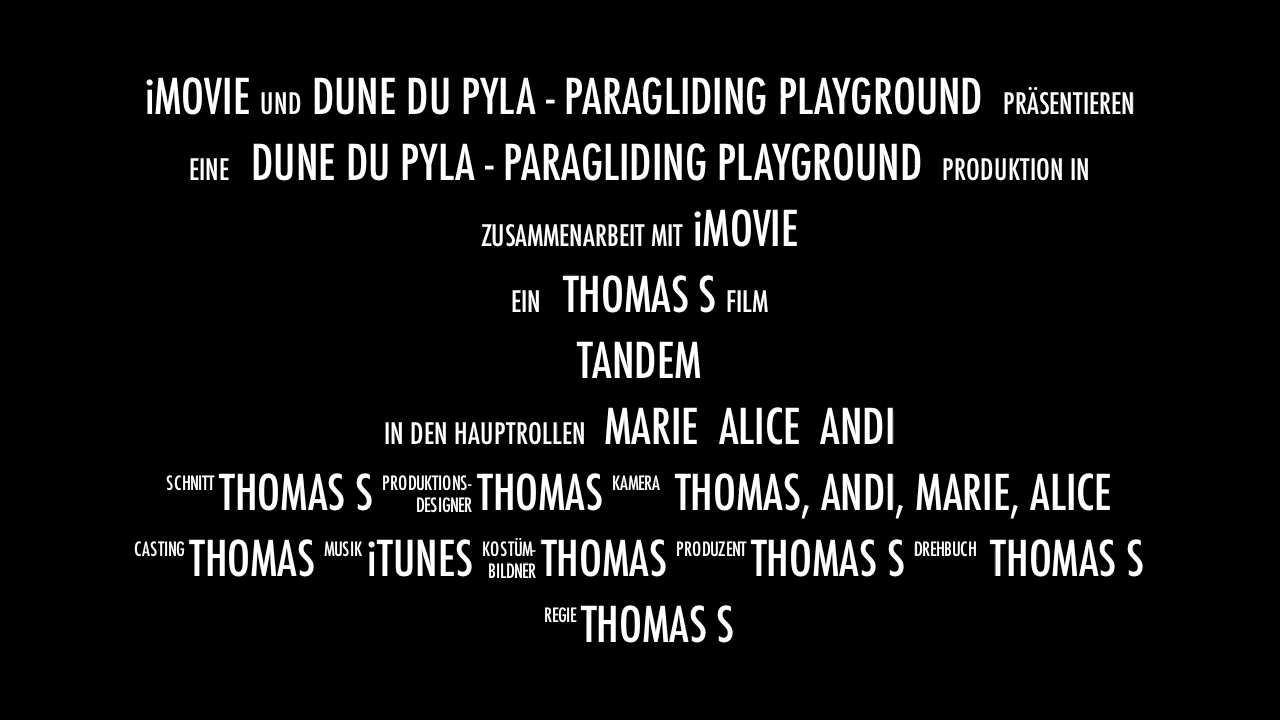 iMOVIE UND DUNE DU PYLA - PARAGLIDING PLAYGROUND PRÄSENTIEREN
EINE DUNE DU PYLA - PARAGLIDING PLAYGROUND PRODUKTION IN
ZUSAMMENARBEIT MIT iMOVIE
EIN THOMAS S FILM
TANDEM
IN DEN HAUPTROLLEN MARIE ALICE ANDI
SCHNITT THOMAS S PRODUKTIONS-DESIGNER THOMAS KAMERA THOMAS, ANDI, MARIE, ALICE
CASTING THOMAS MUSIK iTUNES KOSTÜM-BILDNER THOMAS PRODUZENT THOMAS S DREHBUCH THOMAS S
REGIE THOMAS S